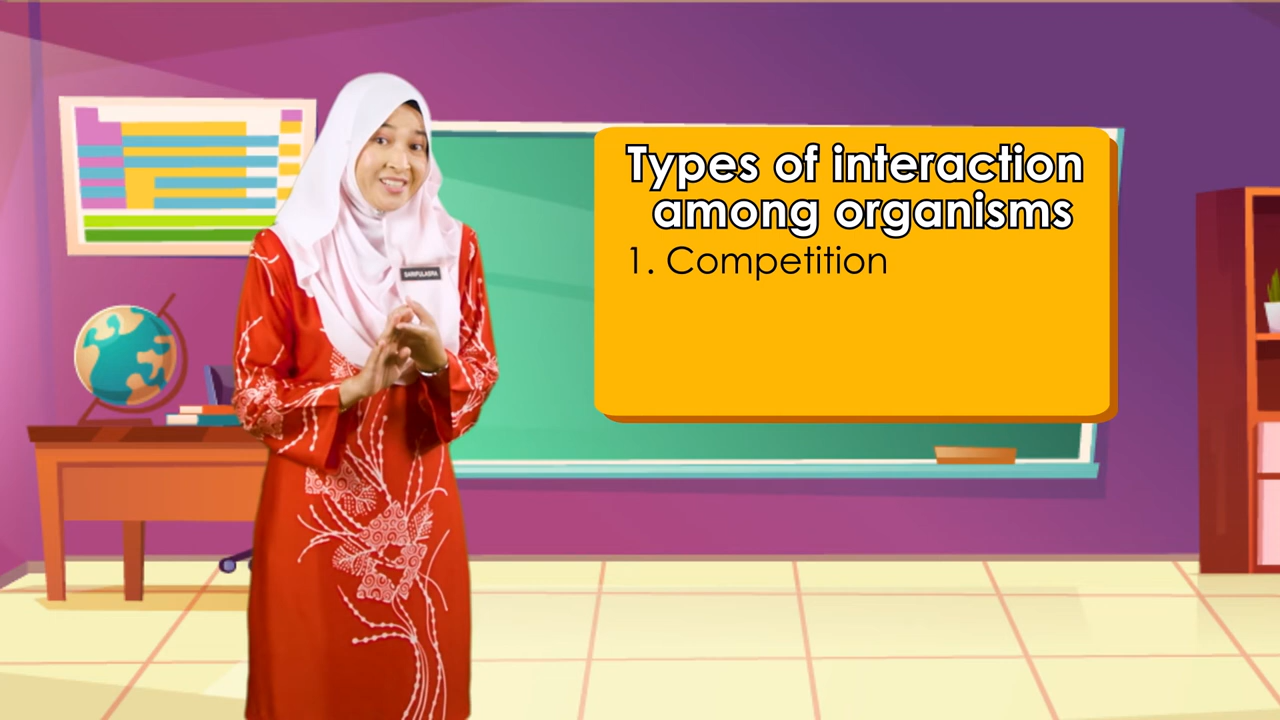 Types of interaction
among organisms
1. Competition